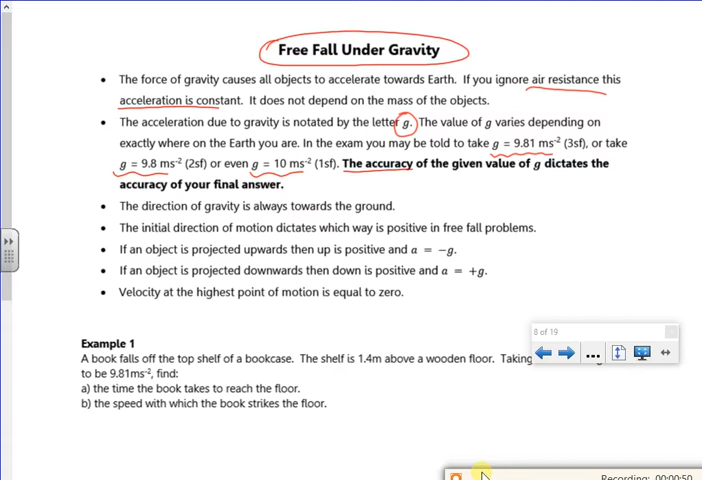 Free Fall Under Gravity
• The force of gravity causes all objects to accelerate towards Earth. If you ignore air resistance this
acceleration is constant. It does not depend on the mass of the objects.
• The acceleration due to gravity is notated by the letter g. The value of g varies depending on
exactly where on the Earth you are. In the exam you may be told to take g = 9.81 ms⁻² (3sf), or take
g = 9.8 ms⁻² (2sf) or even g = 10 ms⁻² (1sf). The accuracy of the given value of g dictates the
accuracy of your final answer.
• The direction of gravity is always towards the ground.
• The initial direction of motion dictates which way is positive in free fall problems.
• If an object is projected upwards then up is positive and a = −g.
• If an object is projected downwards then down is positive and a = +g.
• Velocity at the highest point of motion is equal to zero.
8 of 19
Example 1
A book falls off the top shelf of a bookcase. The shelf is 1.4m above a wooden floor. Taking
to be 9.81ms⁻², find:
a) the time the book takes to reach the floor.
b) the speed with which the book strikes the floor.
Recording: 00:00:50